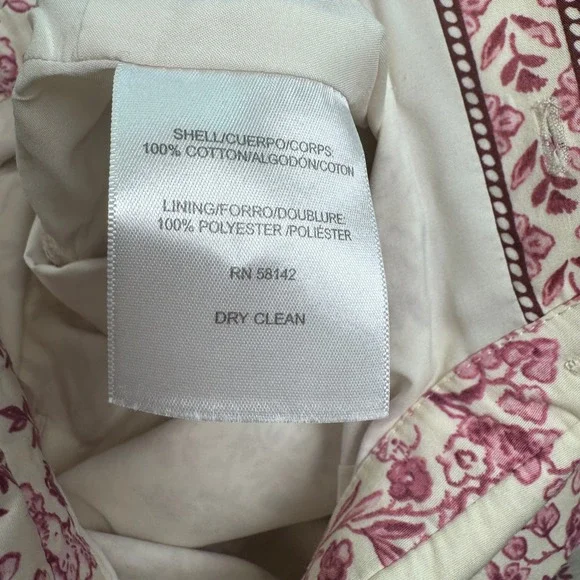 SHELL/CUERPO/CORPS:
100% COTTON/ALGODÓN/COTON
LINING/FORRO/DOUBLURE:
100% POLYESTER /POLIÉSTER
RN 58142
DRY CLEAN